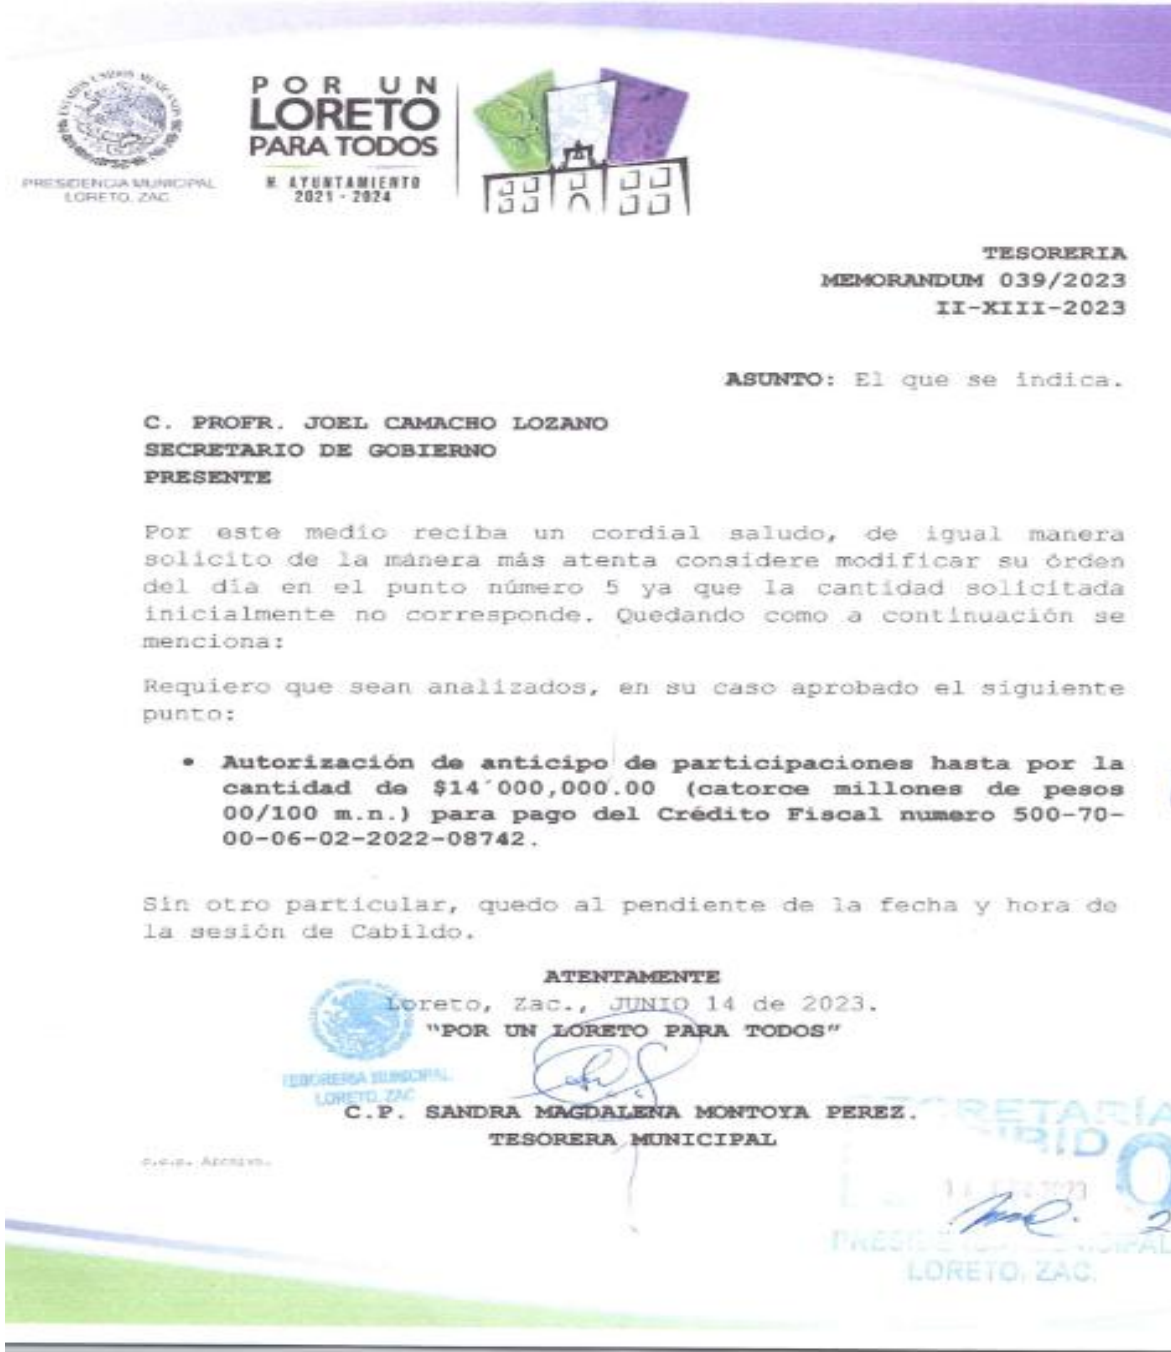 ESTADOS UNIDOS MEXICANOS
PRESIDENCIA MUNICIPAL
LORETO, ZAC.
POR UN
LORETO
PARA TODOS
H. AYUNTAMIENTO
2021 - 2024
TESORERIA
MEMORANDUM 039/2023
II-XIII-2023
ASUNTO: El que se indica.
C. PROFR. JOEL CAMACHO LOZANO
SECRETARIO DE GOBIERNO
PRESENTE
Por este medio reciba un cordial saludo, de igual manera
solicito de la mánera más atenta considere modificar su órden
del día en el punto número 5 ya que la cantidad solicitada
inicialmente no corresponde. Quedando como a continuación se
menciona:
Requiero que sean analizados, en su caso aprobado el siguiente
punto:
• Autorización de anticipo de participaciones hasta por la
cantidad de $14´000,000.00 (catorce millones de pesos
00/100 m.n.) para pago del Crédito Fiscal numero 500-70-
00-06-02-2022-08742.
Sin otro particular, quedo al pendiente de la fecha y hora de
la sesión de Cabildo.
ATENTAMENTE
Loreto, Zac., JUNIO 14 de 2023.
"POR UN LORETO PARA TODOS"
TESORERIA MUNICIPAL
LORETO, ZAC
C.P. SANDRA MAGDALENA MONTOYA PEREZ.
TESORERA MUNICIPAL
c.c.p. Archivo.
2023
LORETO, ZAC.